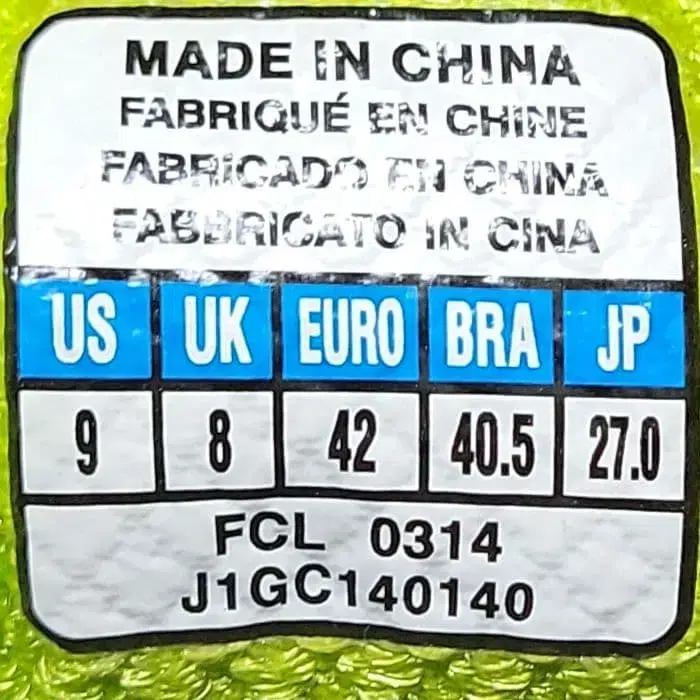 MADE IN CHINA
FABRIQUÉ EN CHINE
FABRICADO EN CHINA
FABBRICATO IN CINA
US UK EURO BRA JP
9 8 42 40.5 27.0
FCL 0314
J1GC140140